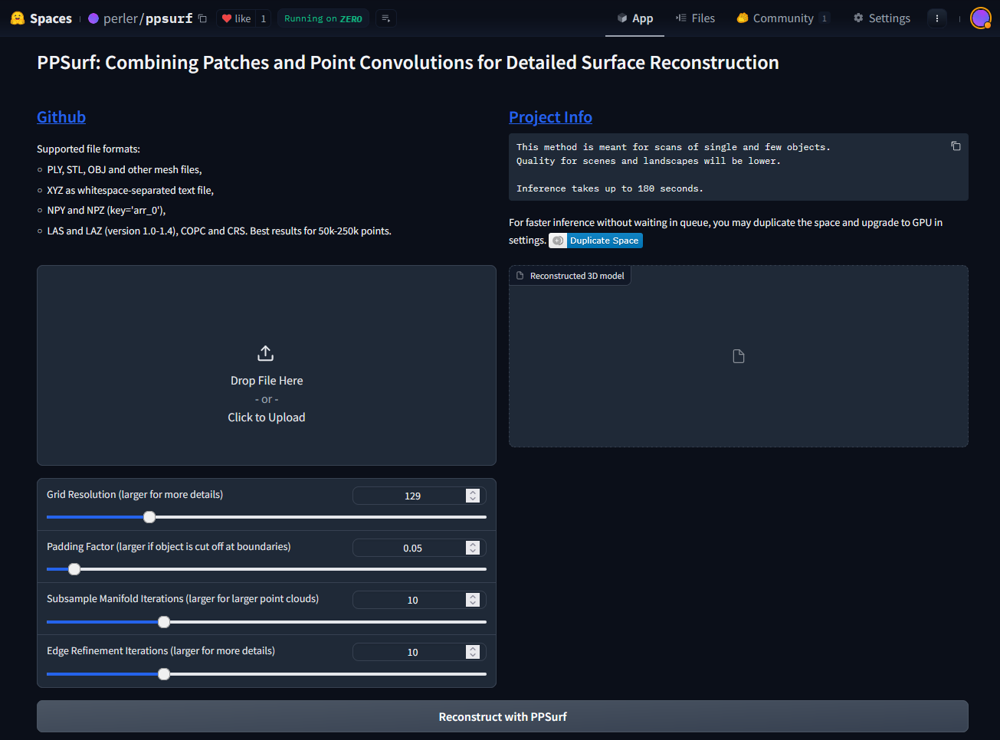 Spaces
perler/ppsurf
like 1
Running on ZERO
App
Files
Community 1
Settings
PPSurf: Combining Patches and Point Convolutions for Detailed Surface Reconstruction
Github
Supported file formats:
PLY, STL, OBJ and other mesh files,
XYZ as whitespace-separated text file,
NPY and NPZ (key='arr_0'),
LAS and LAZ (version 1.0-1.4), COPC and CRS. Best results for 50k-250k points.
Project Info
This method is meant for scans of single and few objects.
Quality for scenes and landscapes will be lower.
Inference takes up to 180 seconds.
For faster inference without waiting in queue, you may duplicate the space and upgrade to GPU in
settings. Duplicate Space
Drop File Here
- or -
Click to Upload
Reconstructed 3D model
Grid Resolution (larger for more details)
129
Padding Factor (larger if object is cut off at boundaries)
0.05
Subsample Manifold Iterations (larger for larger point clouds)
10
Edge Refinement Iterations (larger for more details)
10
Reconstruct with PPSurf